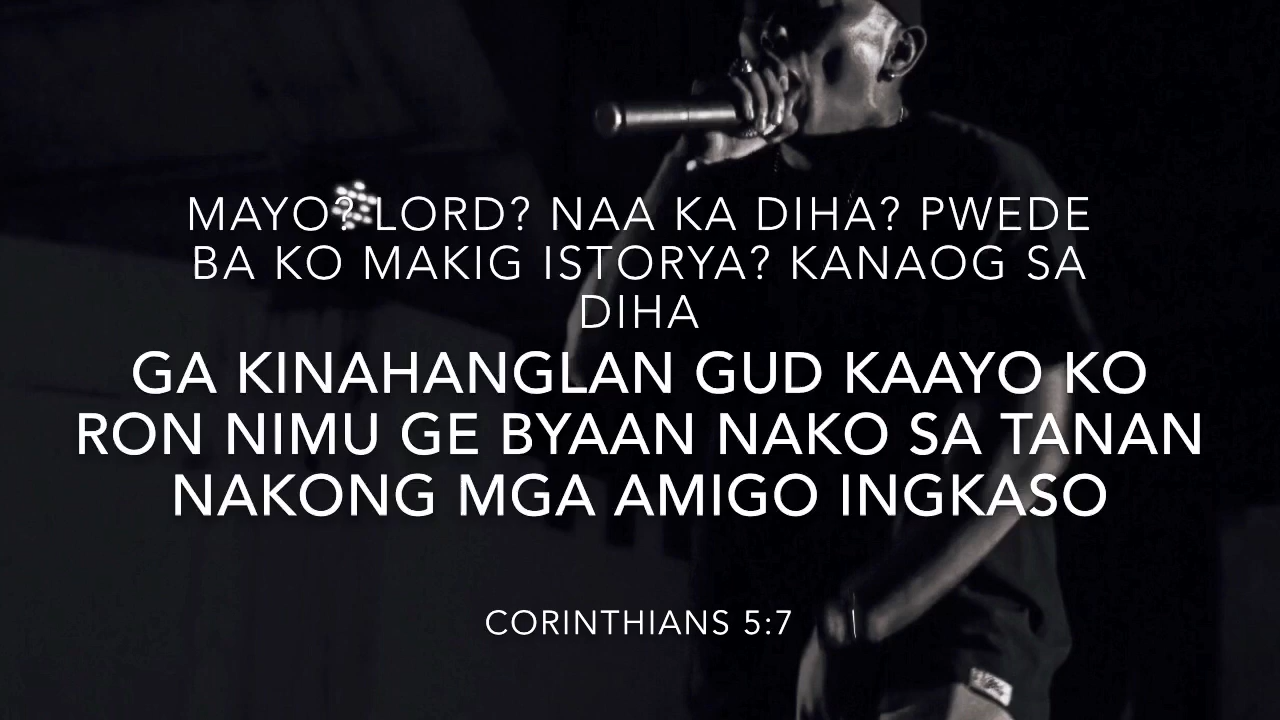 MAYO? LORD? NAA KA DIHA? PWEDE
BA KO MAKIG ISTORYA? KANAOG SA
DIHA
GA KINAHANGLAN GUD KAAYO KO
RON NIMU GE BYAAN NAKO SA TANAN
NAKONG MGA AMIGO INGKASO
CORINTHIANS 5:7